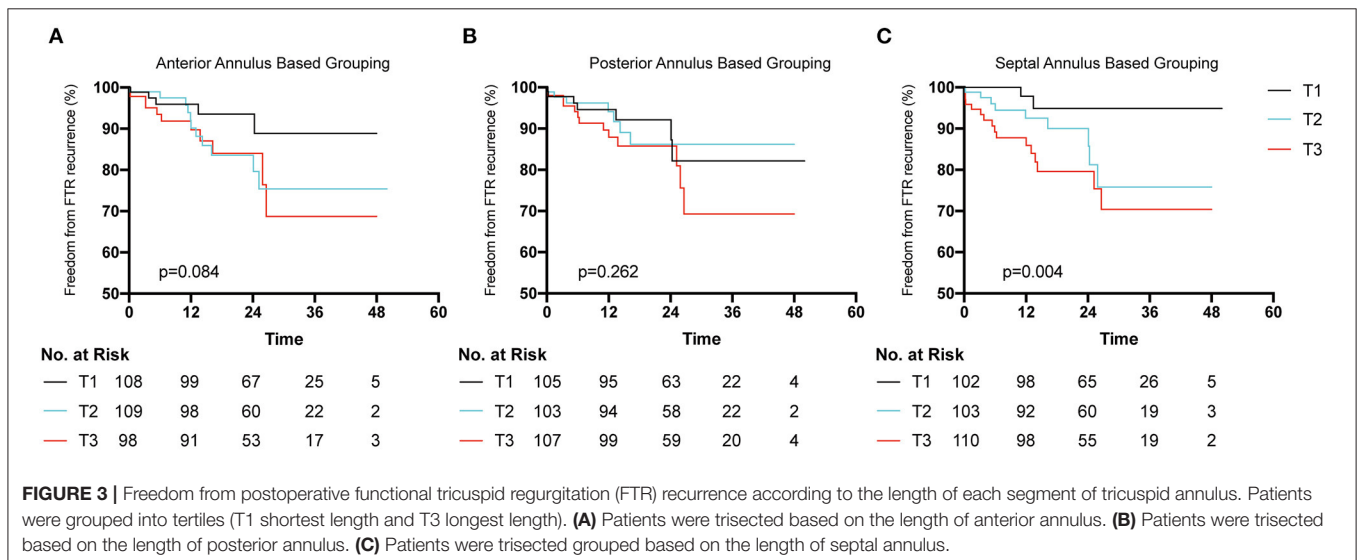 A
Anterior Annulus Based Grouping
Freedom from FTR recurrence (%)
100
90
80
70
60
50
p=0.084
0 12 24 36 48 60
Time
No. at Risk
T1 108 99 67 25 5
T2 109 98 60 22 2
T3 98 91 53 17 3
B
Posterior Annulus Based Grouping
Freedom from FTR recurrence (%)
100
90
80
70
60
50
p=0.262
0 12 24 36 48 60
Time
No. at Risk
T1 105 95 63 22 4
T2 103 94 58 22 2
T3 107 99 59 20 4
C
Septal Annulus Based Grouping
Freedom from FTR recurrence (%)
100
90
80
70
60
50
p=0.004
0 12 24 36 48 60
Time
T1
T2
T3
No. at Risk
T1 102 98 65 26 5
T2 103 92 60 19 3
T3 110 98 55 19 2
FIGURE 3 | Freedom from postoperative functional tricuspid regurgitation (FTR) recurrence according to the length of each segment of tricuspid annulus. Patients
were grouped into tertiles (T1 shortest length and T3 longest length). (A) Patients were trisected based on the length of anterior annulus. (B) Patients were trisected
based on the length of posterior annulus. (C) Patients were trisected grouped based on the length of septal annulus.